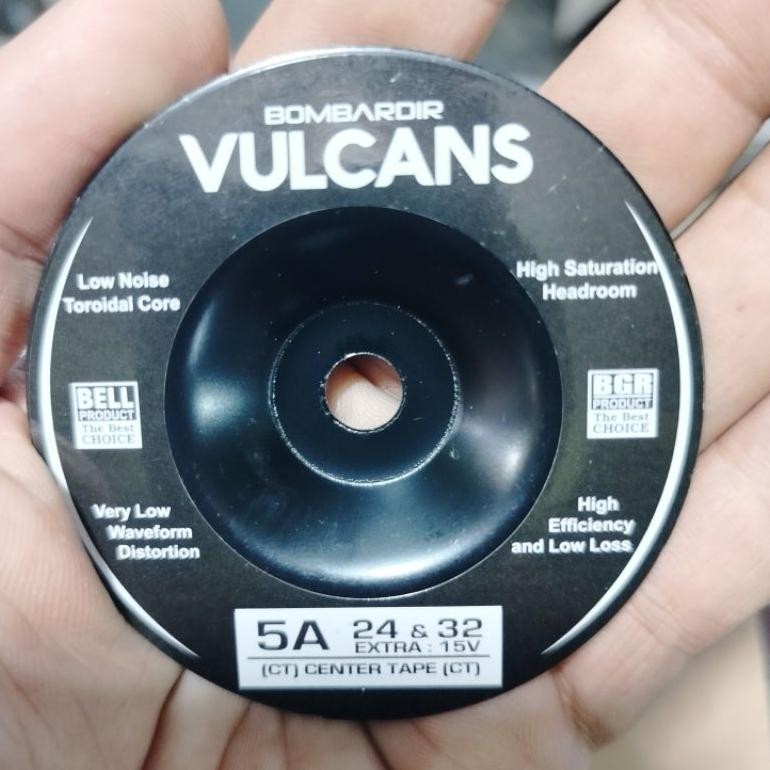 BOMBARDIR
VULCANS
Low Noise
Toroidal Core
High Saturation
Headroom
BELL
PRODUCT
The Best
CHOICE
BGR
PRODUCT
The Best
CHOICE
Very Low
Waveform
Distortion
High
Efficiency
and Low Loss
5A 24 & 32
EXTRA : 15V
(CT) CENTER TAPE (CT)